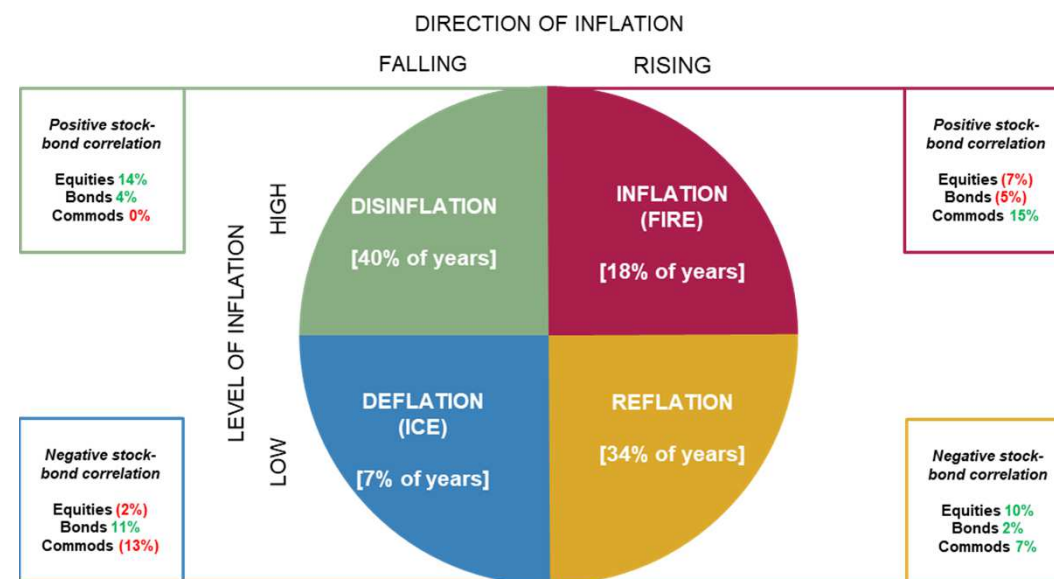 DIRECTION OF INFLATION
FALLING
RISING
LEVEL OF INFLATION
HIGH
LOW
Positive stock-
bond correlation
Equities 14%
Bonds 4%
Commods 0%
DISINFLATION
[40% of years]
INFLATION
(FIRE)
[18% of years]
Positive stock-
bond correlation
Equities (7%)
Bonds (5%)
Commods 15%
Negative stock-
bond correlation
Equities (2%)
Bonds 11%
Commods (13%)
DEFLATION
(ICE)
[7% of years]
REFLATION
[34% of years]
Negative stock-
bond correlation
Equities 10%
Bonds 2%
Commods 7%